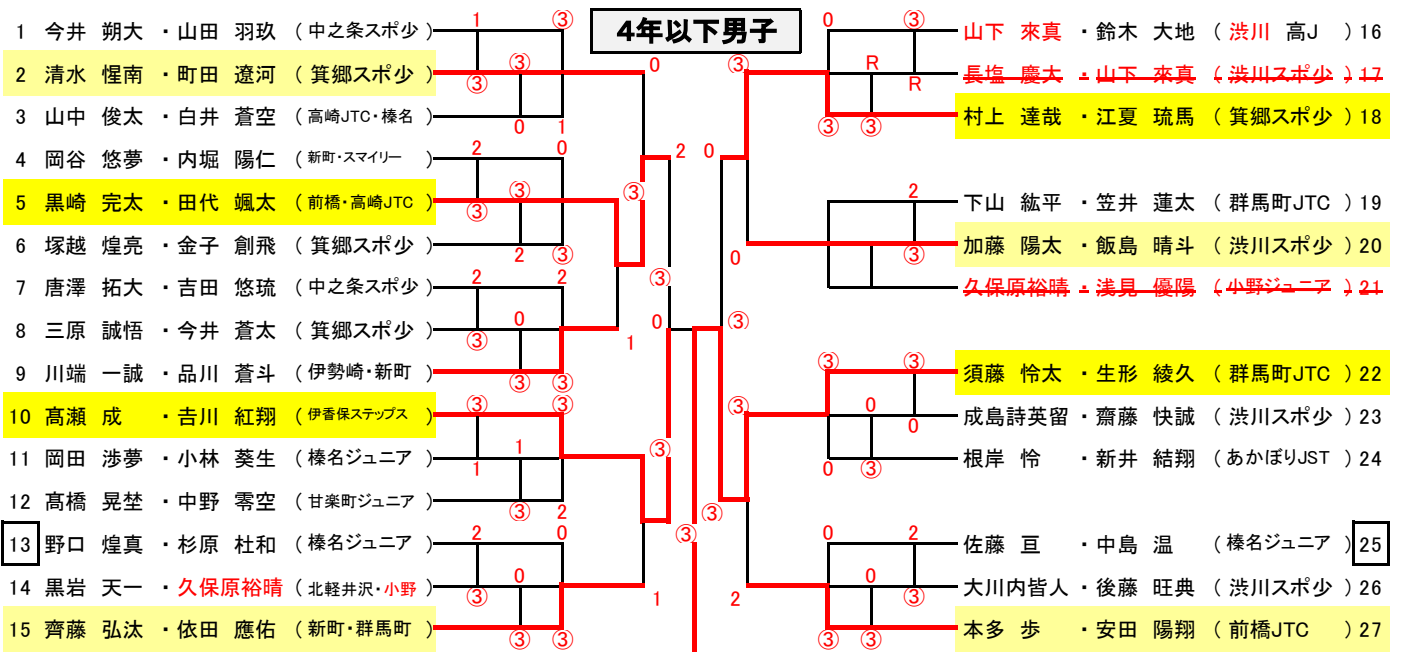 4年以下男子
1 今井 朔大 ・山田 羽玖 (中之条スポ少)
2 清水 惺南 ・町田 遼河 (箕郷スポ少)
3 山中 俊太 ・白井 蒼空 (高崎JTC・榛名)
4 岡谷 悠夢 ・内堀 陽仁 (新町・スマイリー)
5 黒崎 完太 ・田代 颯太 (前橋・高崎JTC)
6 塚越 煌亮 ・金子 創飛 (箕郷スポ少)
7 唐澤 拓大 ・吉田 悠琉 (中之条スポ少)
8 三原 誠悟 ・今井 蒼太 (箕郷スポ少)
9 川端 一誠 ・品川 蒼斗 (伊勢崎・新町)
10 髙瀬 成 ・吉川 紅翔 (伊香保ステップス)
11 岡田 渉夢 ・小林 葵生 (榛名ジュニア)
12 髙橋 晃埜 ・中野 零空 (甘楽町ジュニア)
13 野口 煌真 ・杉原 杜和 (榛名ジュニア)
14 黒岩 天一 ・久保原裕晴 (北軽井沢・小野)
15 齊藤 弘汰 ・依田 應佑 (新町・群馬町)
山下 來真 ・鈴木 大地 (渋川 高J) 16
長塩 慶大 ・山下 來真 (渋川スポ少) 17
村上 達哉 ・江夏 琉馬 (箕郷スポ少) 18
下山 紘平 ・笠井 蓮太 (群馬町JTC) 19
加藤 陽太 ・飯島 晴斗 (渋川スポ少) 20
久保原裕晴 ・浅見 優陽 (小野ジュニア) 21
須藤 怜太 ・生形 綾久 (群馬町JTC) 22
成島詩英留 ・齋藤 快誠 (渋川スポ少) 23
根岸 怜 ・新井 結翔 (あかぼりJST) 24
佐藤 亘 ・中島 温 (榛名ジュニア) 25
大川内皆人 ・後藤 旺典 (渋川スポ少) 26
本多 歩 ・安田 陽翔 (前橋JTC) 27